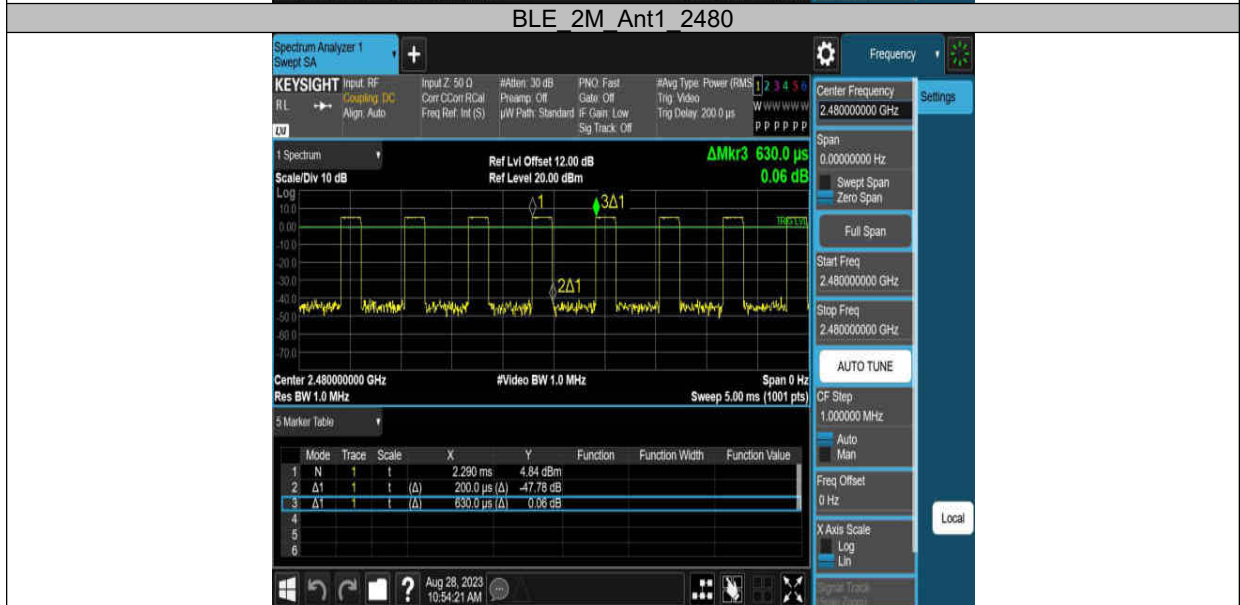 BLE_2M_Ant1_2480
Spectrum Analyzer 1
Swept SA
+
Frequency
KEYSIGHT
Input: RF
Input Z: 50 Ω
#Atten: 30 dB
PNO: Fast
#Avg Type: Power (RMS
1 2 3 4 5 6
RL
Coupling: DC
Corr CCorr RCal
Preamp: Off
Gate: Off
Trig: Video
W W W W W W
Align: Auto
Freq Ref: Int (S)
µW Path: Standard
IF Gain: Low
Trig Delay: 200.0 µs
P P P P P P
Sig Track: Off
LXI
Center Frequency
2.480000000 GHz
Settings
Span
0.00000000 Hz
Swept Span
Zero Span
Full Span
Start Freq
2.480000000 GHz
Stop Freq
2.480000000 GHz
AUTO TUNE
CF Step
1.000000 MHz
Auto
Man
Freq Offset
0 Hz
X Axis Scale
Log
Lin
Signal Track
Local
1 Spectrum
Ref Lvl Offset 12.00 dB
ΔMkr3 630.0 µs
Scale/Div 10 dB
Ref Level 20.00 dBm
0.06 dB
Log
10.0
0.00
-10.0
-20.0
-30.0
-40.0
-50.0
-60.0
-70.0
1
3Δ1
2Δ1
TRIG LVL
Center 2.480000000 GHz
#Video BW 1.0 MHz
Span 0 Hz
Res BW 1.0 MHz
Sweep 5.00 ms (1001 pts)
5 Marker Table
Mode Trace Scale X Y Function Function Width Function Value
1 N 1 t 2.290 ms 4.84 dBm
2 Δ1 1 t (Δ) 200.0 µs (Δ) -47.78 dB
3 Δ1 1 t (Δ) 630.0 µs (Δ) 0.06 dB
4
5
6
?
Aug 28, 2023
10:54:21 AM